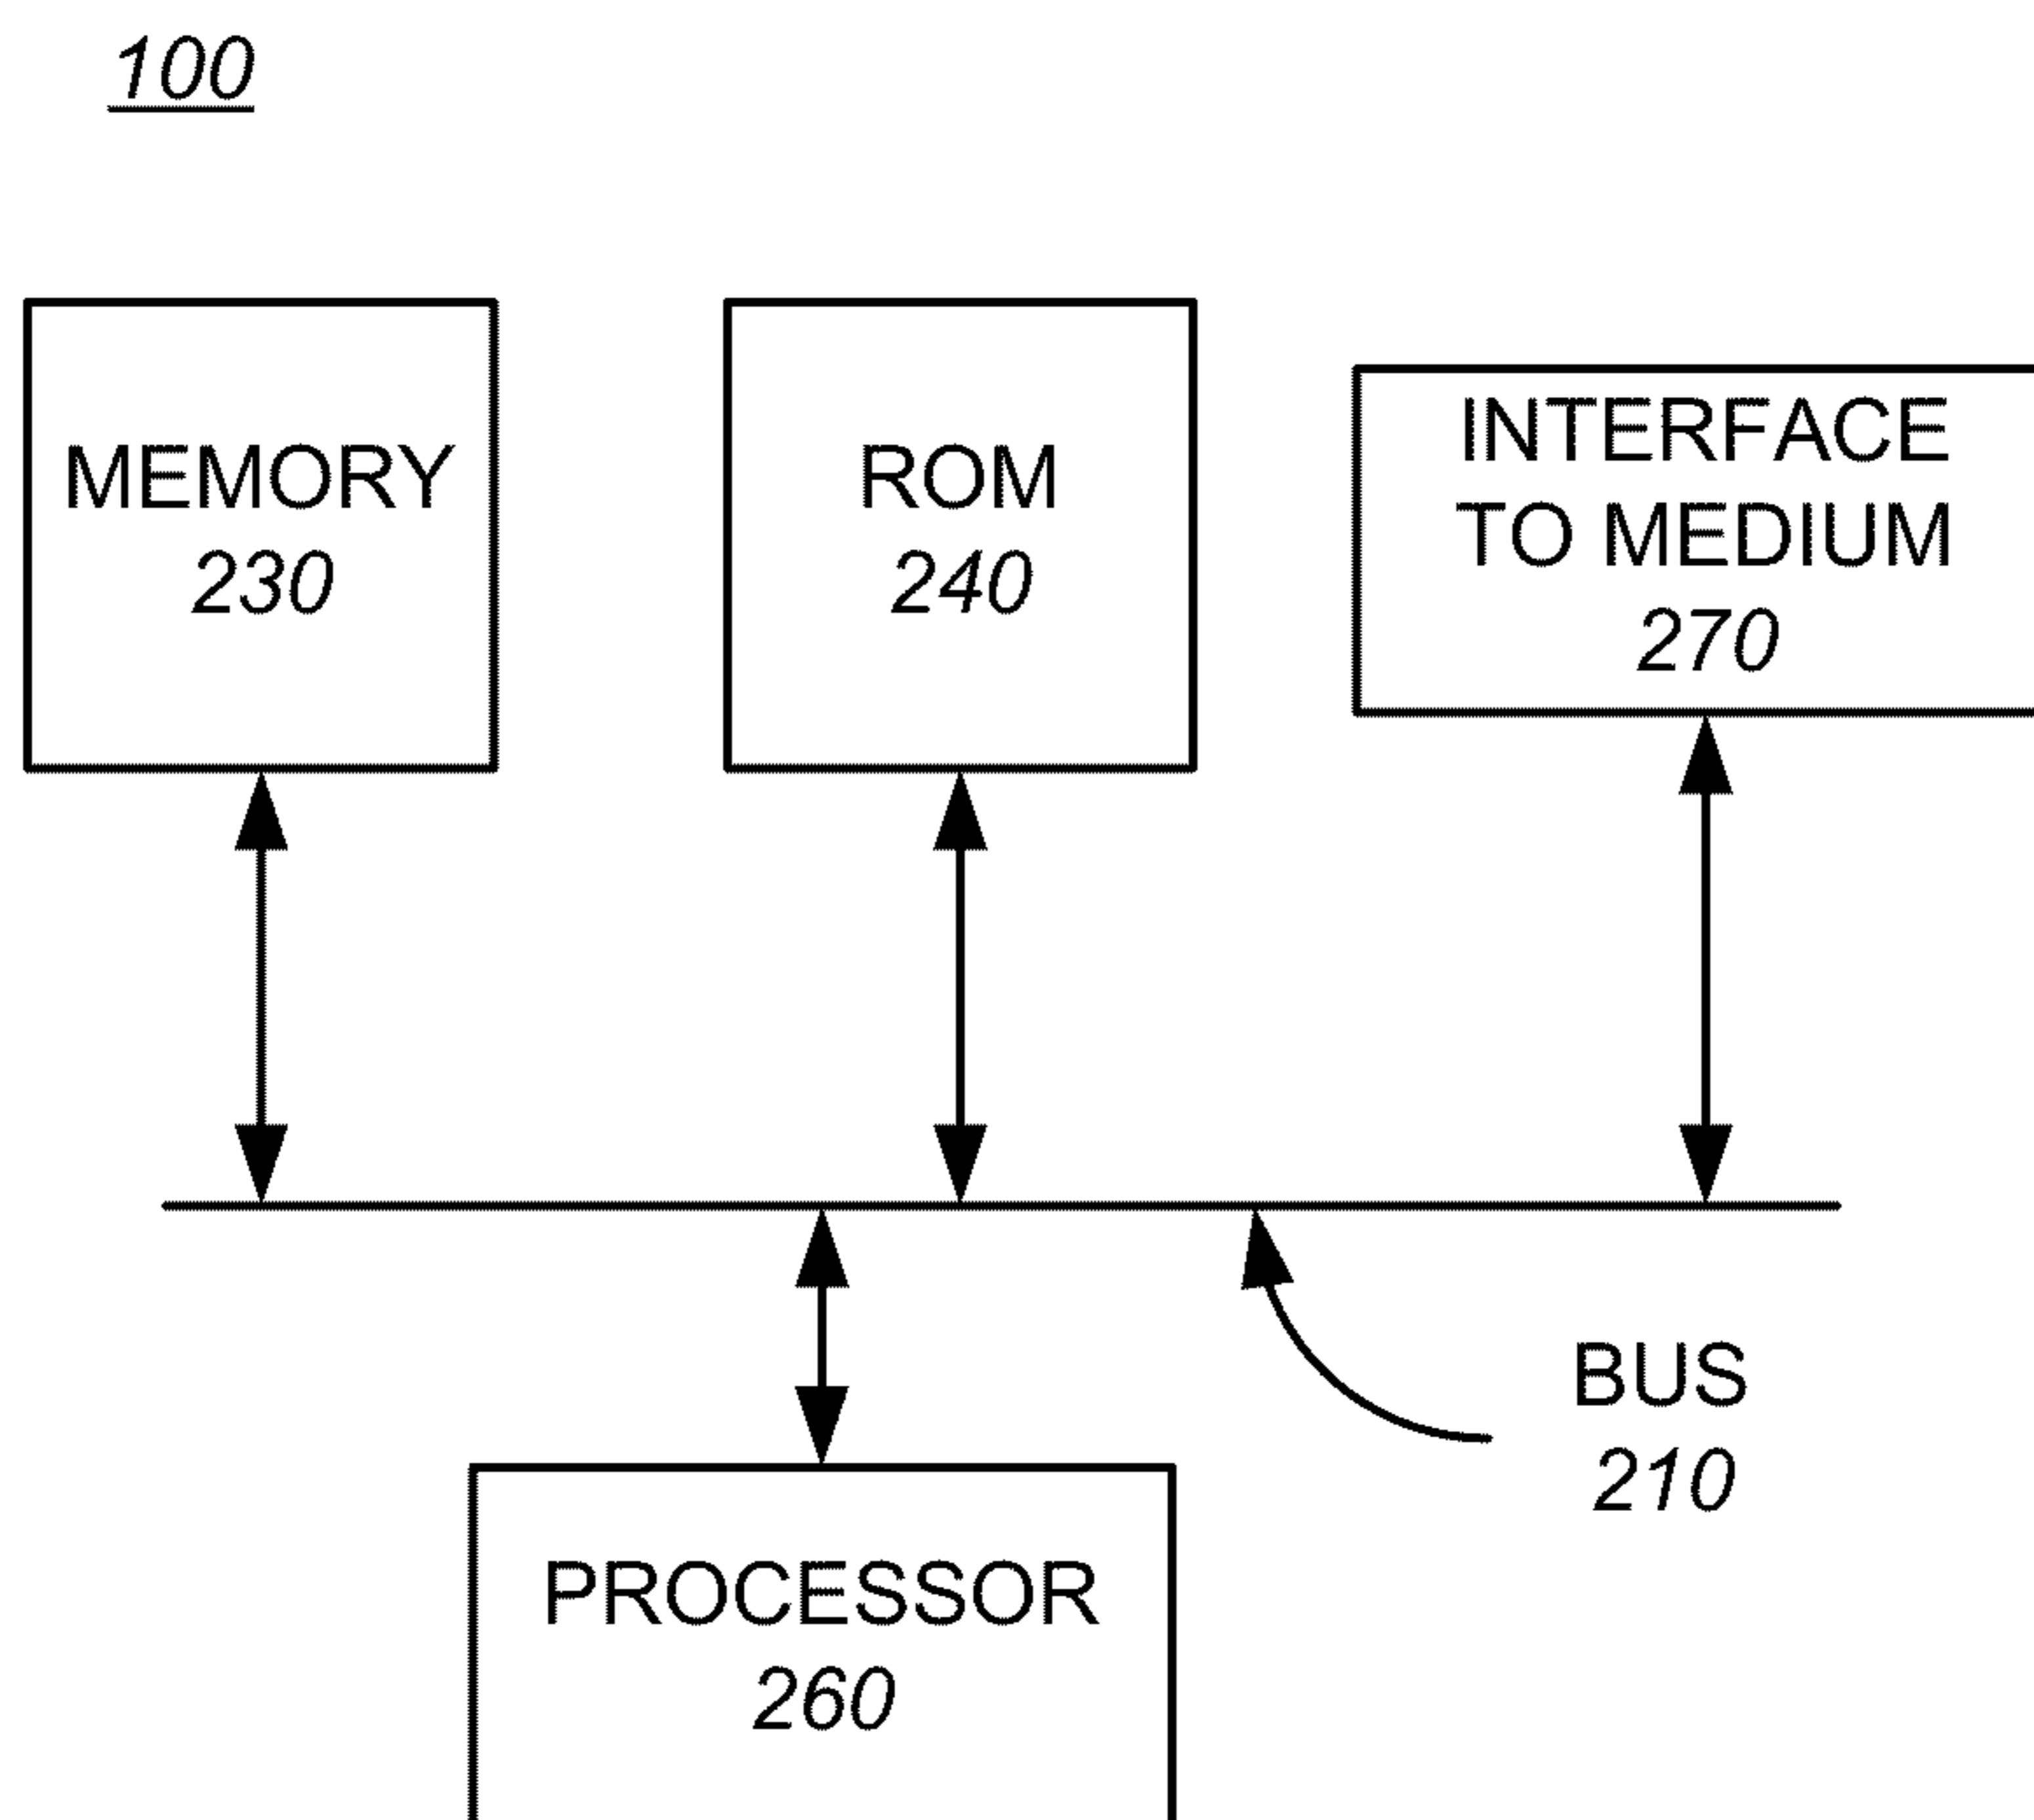 100
MEMORY
230
ROM
240
INTERFACE
TO MEDIUM
270
BUS
210
PROCESSOR
260